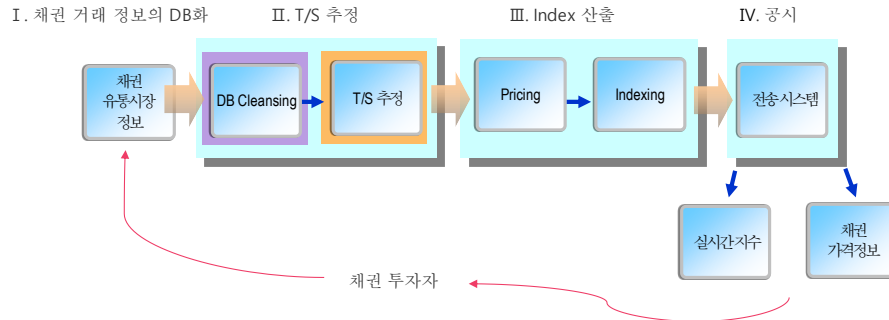 Ⅰ. 채권 거래 정보의 DB화
Ⅱ. T/S 추정
Ⅲ. Index 산출
Ⅳ. 공시
채권
유통시장
정보
DB Cleansing
T/S 추정
Pricing
Indexing
전송시스템
실시간지수
채권
가격정보
채권 투자자